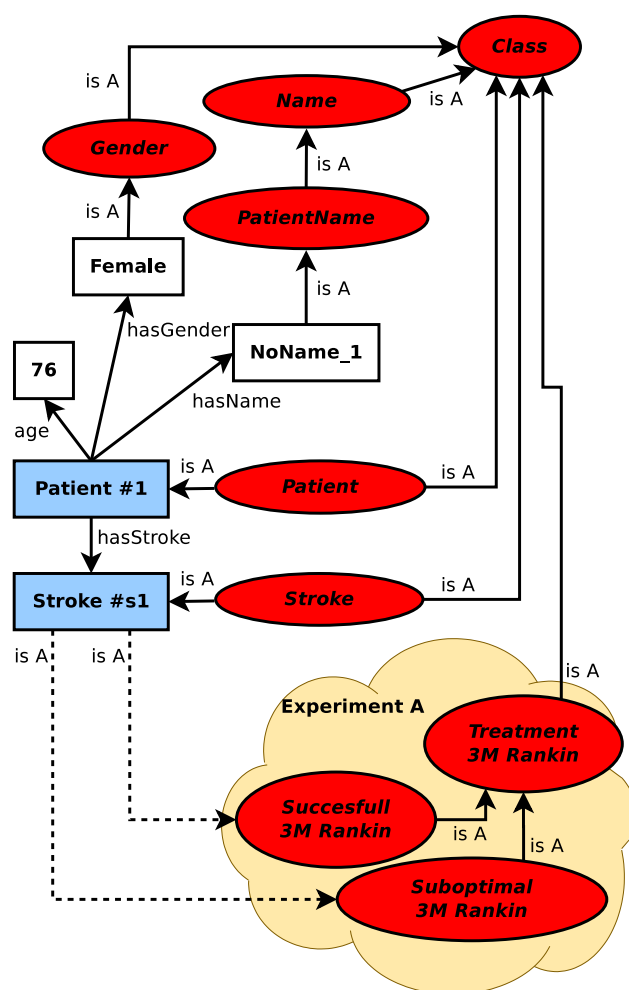 Class
is A
Name
is A
Gender
is A
is A
PatientName
Female
is A
hasGender
NoName_1
76
hasName
age
Patient #1
is A
Patient
is A
hasStroke
Stroke #s1
is A
Stroke
is A
is A
is A
is A
Experiment A
Treatment
3M Rankin
Succesfull
3M Rankin
is A
is A
Suboptimal
3M Rankin